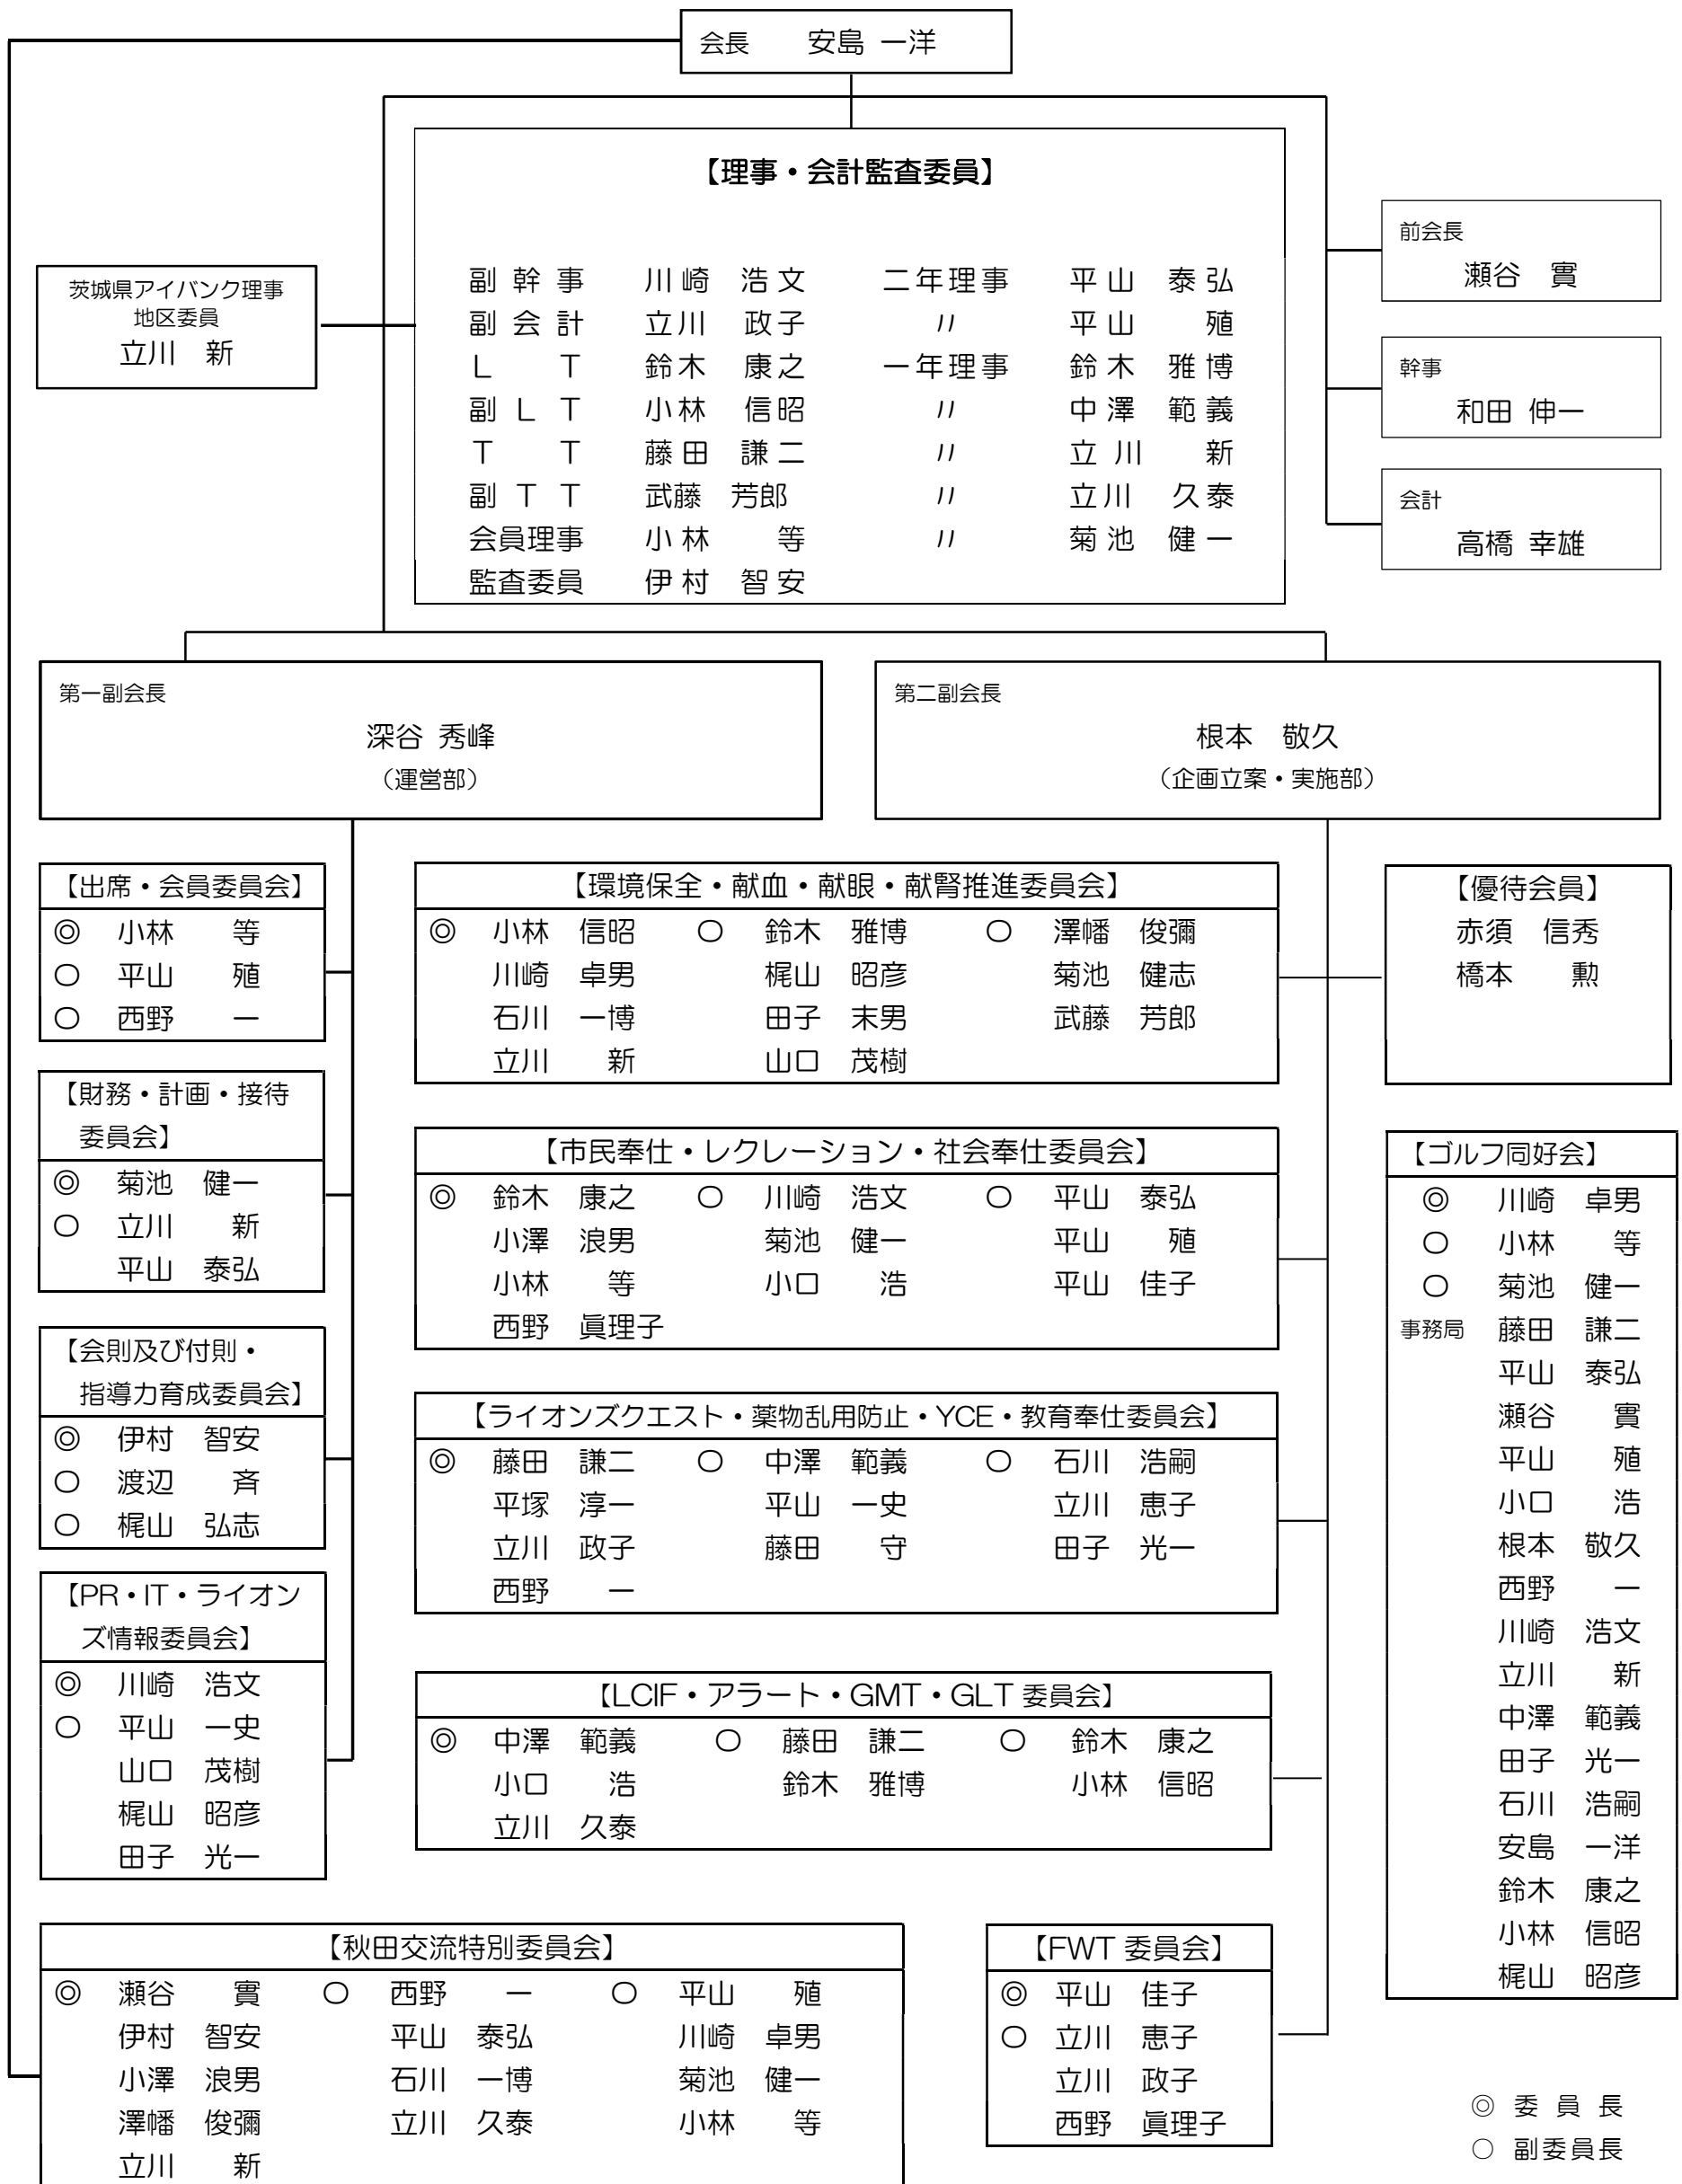 会長 安島 一洋
【理事・会計監査委員】
副幹事 川崎 浩文 二年理事 平山 泰弘
副会計 立川 政子 〃 平山 殖
LT 鈴木 康之 一年理事 鈴木 雅博
副LT 小林 信昭 〃 中澤 範義
TT 藤田 謙二 〃 立川 新
副TT 武藤 芳郎 〃 立川 久泰
会員理事 小林 等 〃 菊池 健一
監査委員 伊村 智安
茨城県アイバンク理事
地区委員
立川 新
前会長
瀬谷 實
幹事
和田 伸一
会計
高橋 幸雄
第一副会長
深谷 秀峰
（運営部）
第二副会長
根本 敬久
（企画立案・実施部）
【出席・会員委員会】
◎ 小林 等
○ 平山 殖
○ 西野 一
【財務・計画・接待
委員会】
◎ 菊池 健一
○ 立川 新
平山 泰弘
【会則及び付則・
指導力育成委員会】
◎ 伊村 智安
○ 渡辺 斉
○ 梶山 弘志
【PR・IT・ライオン
ズ情報委員会】
◎ 川崎 浩文
○ 平山 一史
山口 茂樹
梶山 昭彦
田子 光一
【環境保全・献血・献眼・献腎推進委員会】
◎ 小林 信昭 ○ 鈴木 雅博 ○ 澤幡 俊彌
川崎 卓男 梶山 昭彦 菊池 健志
石川 一博 田子 末男 武藤 芳郎
立川 新 山口 茂樹
【市民奉仕・レクレーション・社会奉仕委員会】
◎ 鈴木 康之 ○ 川崎 浩文 ○ 平山 泰弘
小澤 浪男 菊池 健一 平山 殖
小林 等 小口 浩 平山 佳子
西野 眞理子
【ライオンズクエスト・薬物乱用防止・YCE・教育奉仕委員会】
◎ 藤田 謙二 ○ 中澤 範義 ○ 石川 浩嗣
平塚 淳一 平山 一史 立川 恵子
立川 政子 藤田 守 田子 光一
西野 一
【LCIF・アラート・GMT・GLT 委員会】
◎ 中澤 範義 ○ 藤田 謙二 ○ 鈴木 康之
小口 浩 鈴木 雅博 小林 信昭
立川 久泰
【優待会員】
赤須 信秀
橋本 勲
【ゴルフ同好会】
◎ 川崎 卓男
○ 小林 等
○ 菊池 健一
事務局 藤田 謙二
平山 泰弘
瀬谷 實
平山 殖
小口 浩
根本 敬久
西野 一
川崎 浩文
立川 新
中澤 範義
田子 光一
石川 浩嗣
安島 一洋
鈴木 康之
小林 信昭
梶山 昭彦
【秋田交流特別委員会】
◎ 瀬谷 實 ○ 西野 一 ○ 平山 殖
伊村 智安 平山 泰弘 川崎 卓男
小澤 浪男 石川 一博 菊池 健一
澤幡 俊彌 立川 久泰 小林 等
立川 新
【FWT 委員会】
◎ 平山 佳子
○ 立川 恵子
立川 政子
西野 眞理子
◎ 委員長
○ 副委員長